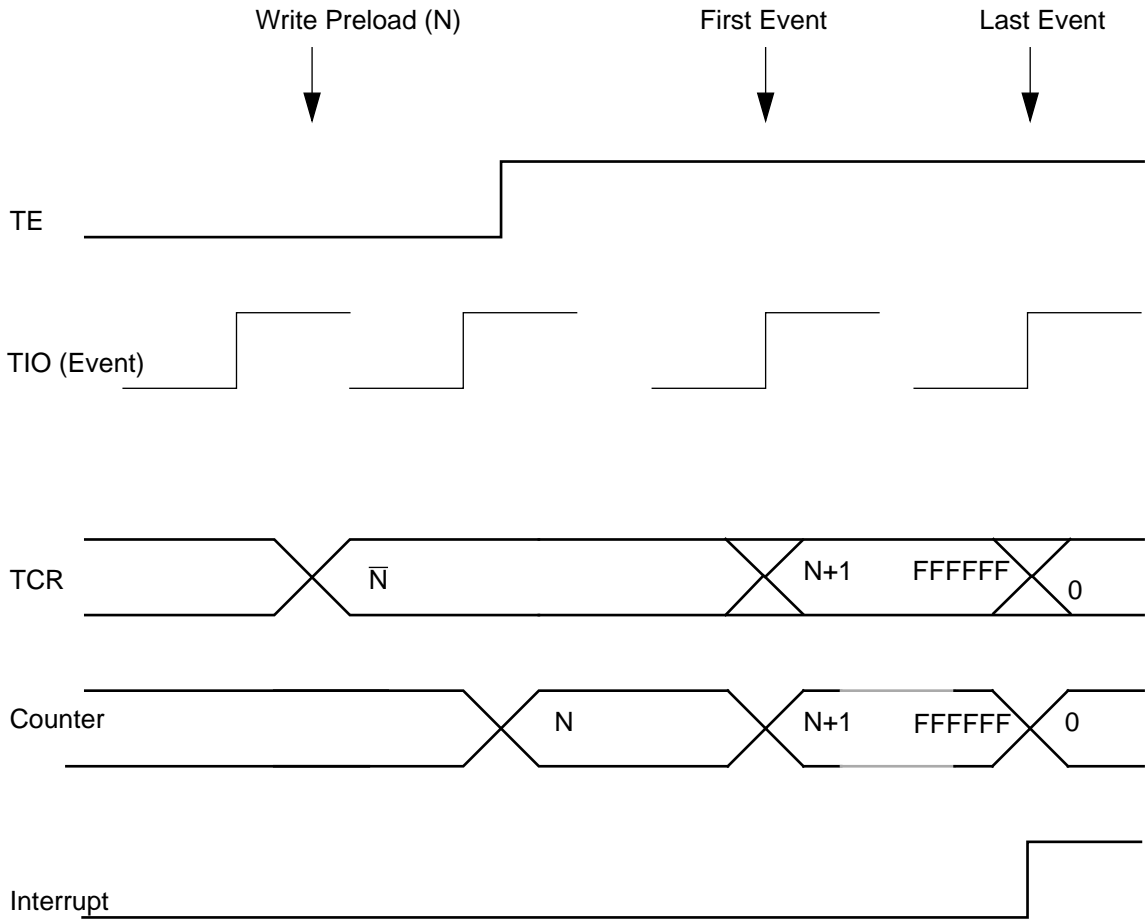 Write Preload (N) First Event Last Event
TE
TIO (Event)
TCR N̅ N+1 FFFFFF 0
Counter N N+1 FFFFFF 0
Interrupt